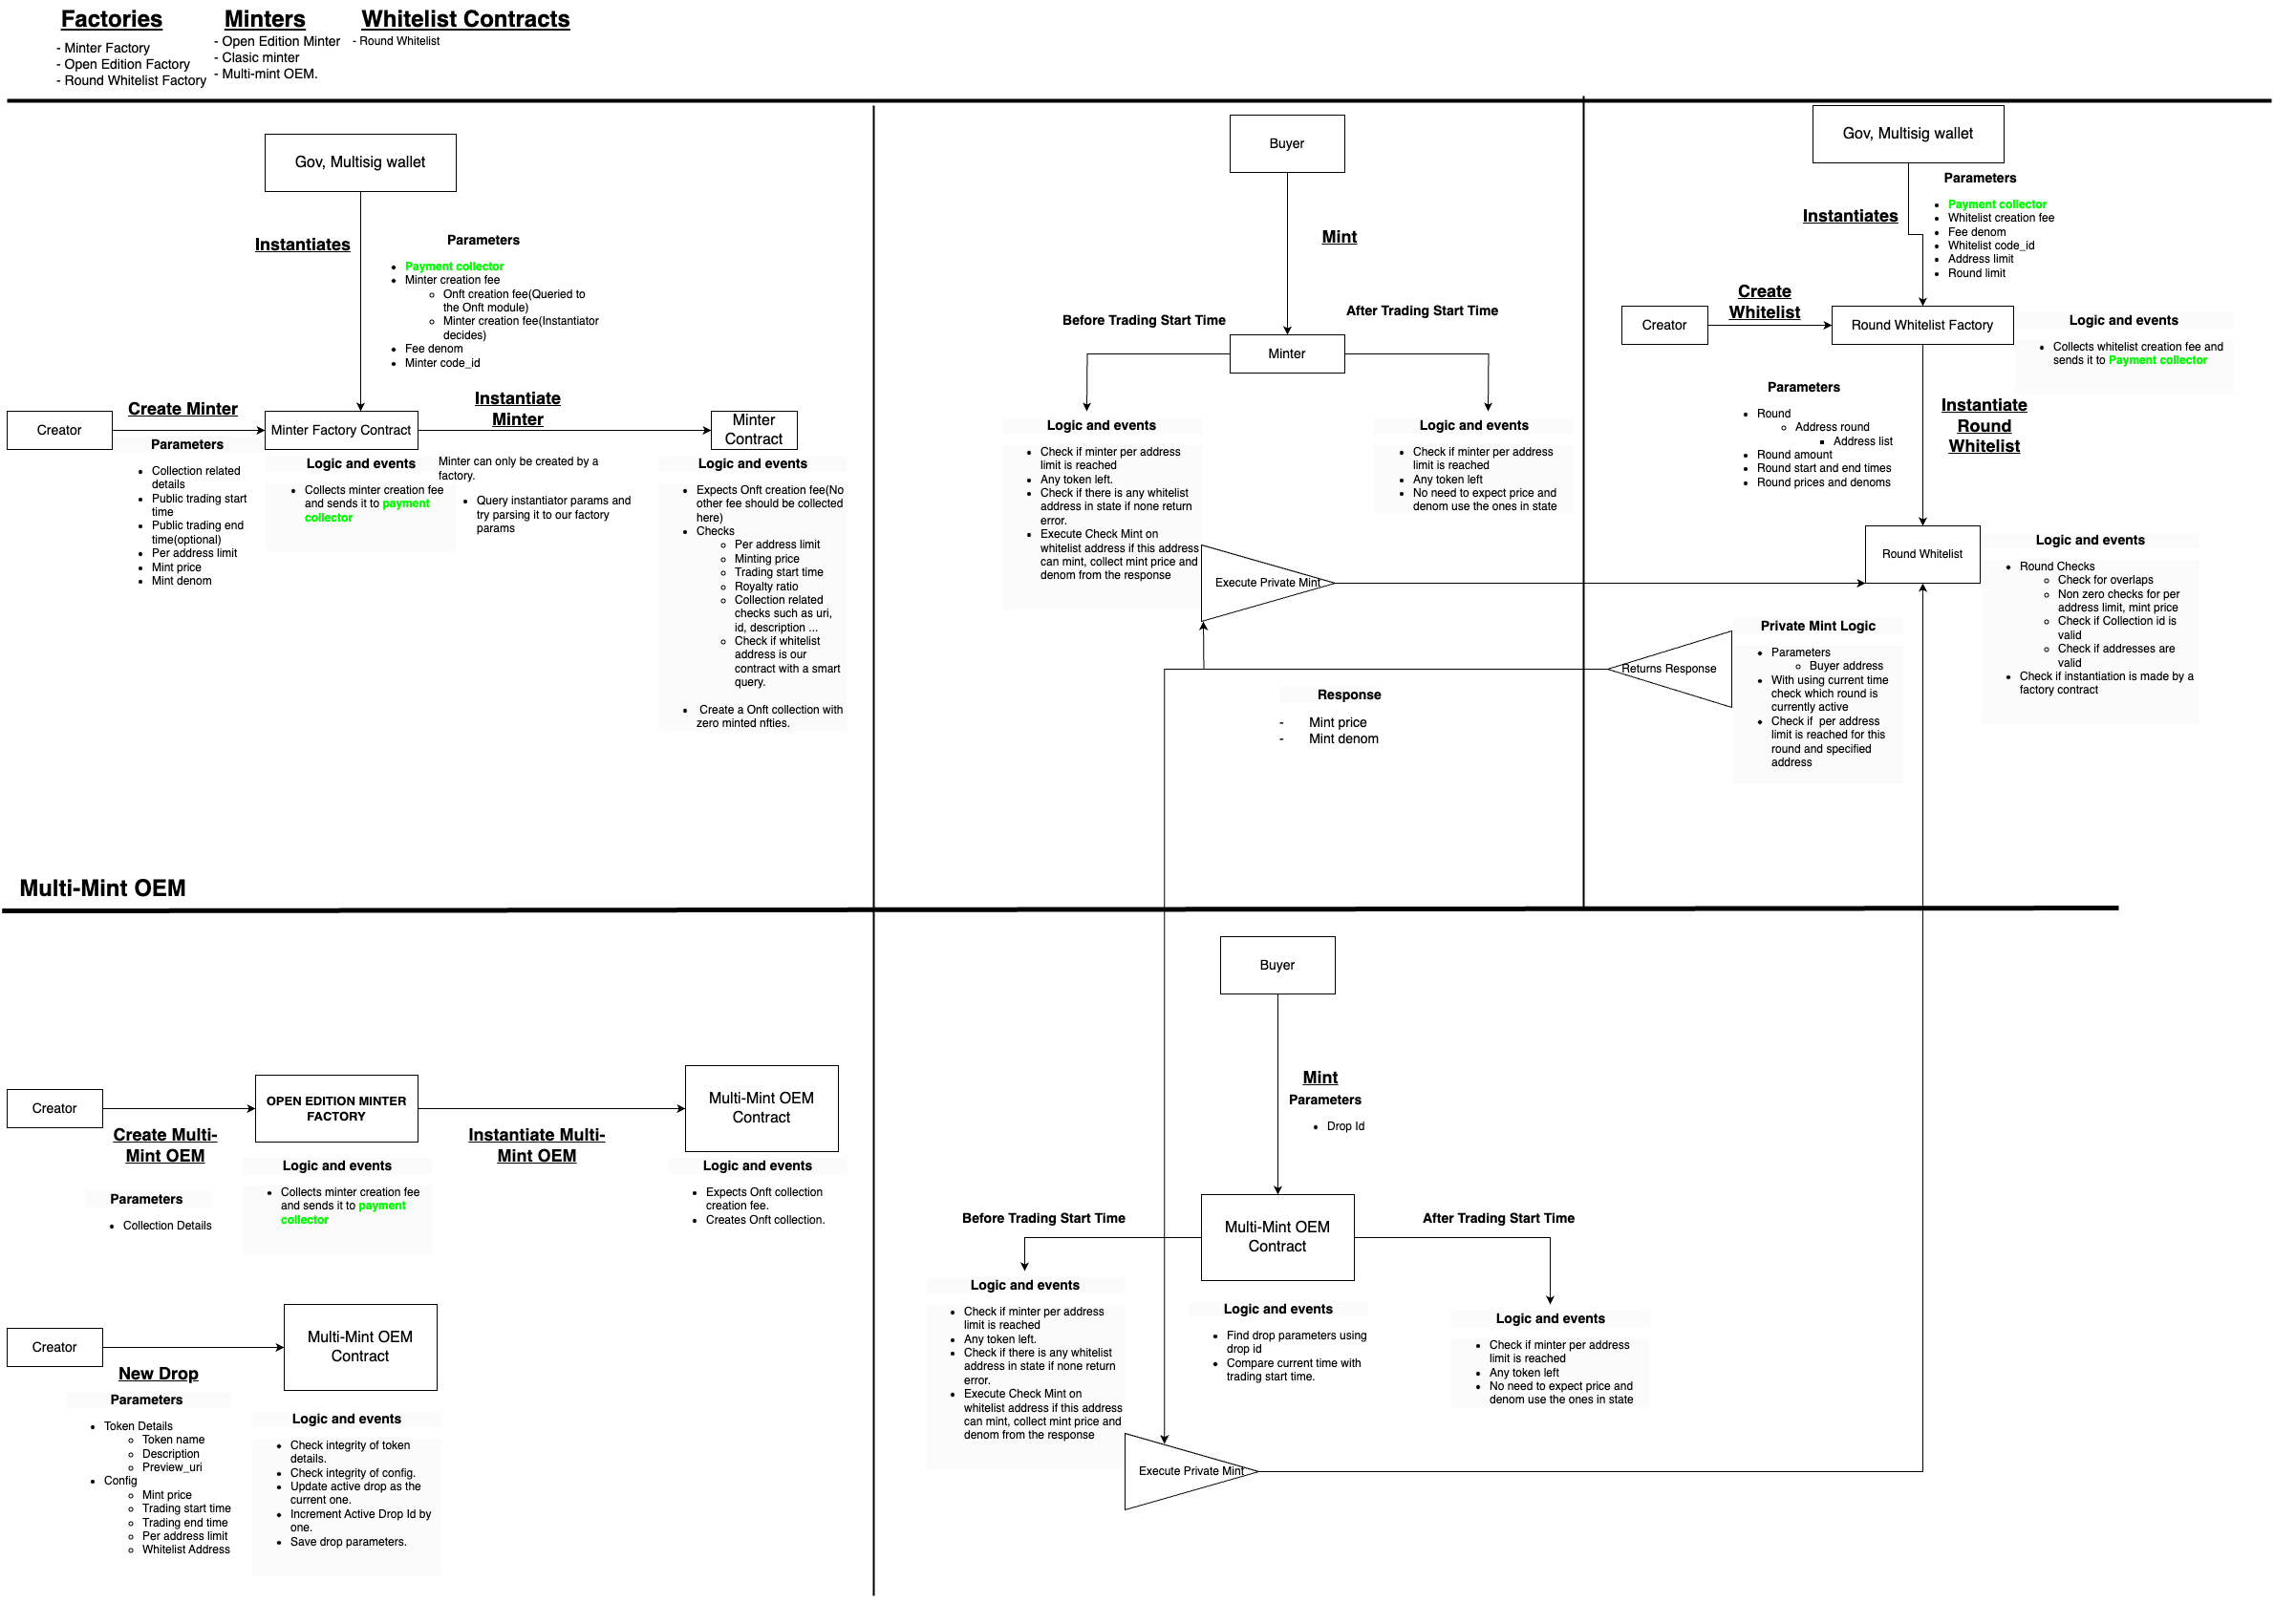 Factories
- Minter Factory
- Open Edition Factory
- Round Whitelist Factory
Minters
- Open Edition Minter
- Clasic minter
- Multi-mint OEM.
Whitelist Contracts
- Round Whitelist
Gov, Multisig wallet
Instantiates
Parameters
Payment collector
Minter creation fee
Onft creation fee(Queried to
the Onft module)
Minter creation fee(Instantiator
decides)
Fee denom
Minter code_id
Creator
Create Minter
Parameters
Collection related
details
Public trading start
time
Public trading end
time(optional)
Per address limit
Mint price
Mint denom
Minter Factory Contract
Logic and events
Collects minter creation fee
and sends it to payment
collector
Instantiate
Minter
Minter can only be created by a
factory.
Query instantiator params and
try parsing it to our factory
params
Minter
Contract
Logic and events
Expects Onft creation fee(No
other fee should be collected
here)
Checks
Per address limit
Minting price
Trading start time
Royalty ratio
Collection related
checks such as uri,
id, description ...
Check if whitelist
address is our
contract with a smart
query.
Create a Onft collection with
zero minted nfties.
Buyer
Mint
Before Trading Start Time
After Trading Start Time
Minter
Logic and events
Check if minter per address
limit is reached
Any token left.
Check if there is any whitelist
address in state if none return
error.
Execute Check Mint on
whitelist address if this address
can mint, collect mint price and
denom from the response
Logic and events
Check if minter per address
limit is reached
Any token left
No need to expect price and
denom use the ones in state
Execute Private Mint
Response
- Mint price
- Mint denom
Gov, Multisig wallet
Instantiates
Parameters
Payment collector
Whitelist creation fee
Fee denom
Whitelist code_id
Address limit
Round limit
Creator
Create
Whitelist
Round Whitelist Factory
Logic and events
Collects whitelist creation fee and
sends it to Payment collector
Parameters
Round
Address round
Address list
Round amount
Round start and end times
Round prices and denoms
Instantiate
Round
Whitelist
Round Whitelist
Logic and events
Round Checks
Check for overlaps
Non zero checks for per
address limit, mint price
Check if Collection id is
valid
Check if addresses are
valid
Check if instantiation is made by a
factory contract
Returns Response
Private Mint Logic
Parameters
Buyer address
With using current time
check which round is
currently active
Check if per address
limit is reached for this
round and specified
address
Multi-Mint OEM
Creator
Create Multi-
Mint OEM
Parameters
Collection Details
OPEN EDITION MINTER
FACTORY
Logic and events
Collects minter creation fee
and sends it to payment
collector
Instantiate Multi-
Mint OEM
Multi-Mint OEM
Contract
Logic and events
Expects Onft collection
creation fee.
Creates Onft collection.
Creator
New Drop
Parameters
Token Details
Token name
Description
Preview_uri
Config
Mint price
Trading start time
Trading end time
Per address limit
Whitelist Address
Multi-Mint OEM
Contract
Logic and events
Check integrity of token
details.
Check integrity of config.
Update active drop as the
current one.
Increment Active Drop Id by
one.
Save drop parameters.
Buyer
Mint
Parameters
Drop Id
Before Trading Start Time
Multi-Mint OEM
Contract
After Trading Start Time
Logic and events
Check if minter per address
limit is reached
Any token left.
Check if there is any whitelist
address in state if none return
error.
Execute Check Mint on
whitelist address if this address
can mint, collect mint price and
denom from the response
Logic and events
Find drop parameters using
drop id
Compare current time with
trading start time.
Logic and events
Check if minter per address
limit is reached
Any token left
No need to expect price and
denom use the ones in state
Execute Private Mint